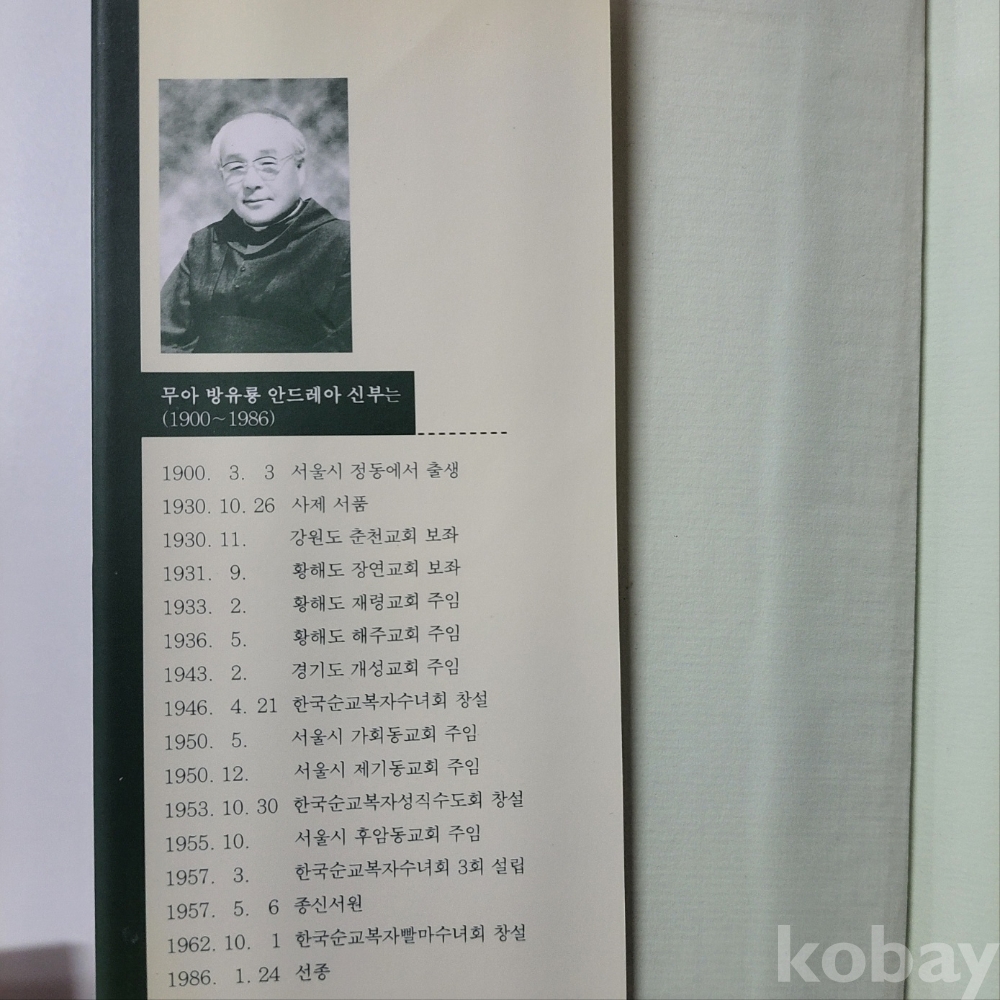 무아 방유룡 안드레아 신부는
(1900~1986)
1900. 3. 3 서울시 정동에서 출생
1930. 10. 26 사제 서품
1930. 11. 강원도 춘천교회 보좌
1931. 9. 황해도 장연교회 보좌
1933. 2. 황해도 재령교회 주임
1936. 5. 황해도 해주교회 주임
1943. 2. 경기도 개성교회 주임
1946. 4. 21 한국순교복자수녀회 창설
1950. 5. 서울시 가회동교회 주임
1950. 12. 서울시 제기동교회 주임
1953. 10. 30 한국순교복자성직수도회 창설
1955. 10. 서울시 후암동교회 주임
1957. 3. 한국순교복자수녀회 3회 설립
1957. 5. 6 종신서원
1962. 10. 1 한국순교복자빨마수녀회 창설
1986. 1. 24 선종
kobay